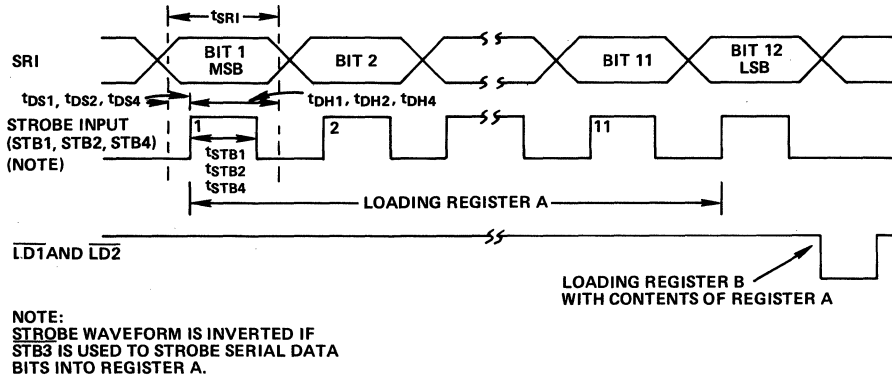 tSRI
SRI
BIT 1
MSB
BIT 2
BIT 11
BIT 12
LSB
tDS1, tDS2, tDS4
tDH1, tDH2, tDH4
STROBE INPUT
(STB1, STB2, STB4)
(NOTE)
1
2
11
tSTB1
tSTB2
tSTB4
LOADING REGISTER A
LD1 AND LD2
LOADING REGISTER B
WITH CONTENTS OF REGISTER A
NOTE:
STROBE WAVEFORM IS INVERTED IF
STB3 IS USED TO STROBE SERIAL DATA
BITS INTO REGISTER A.